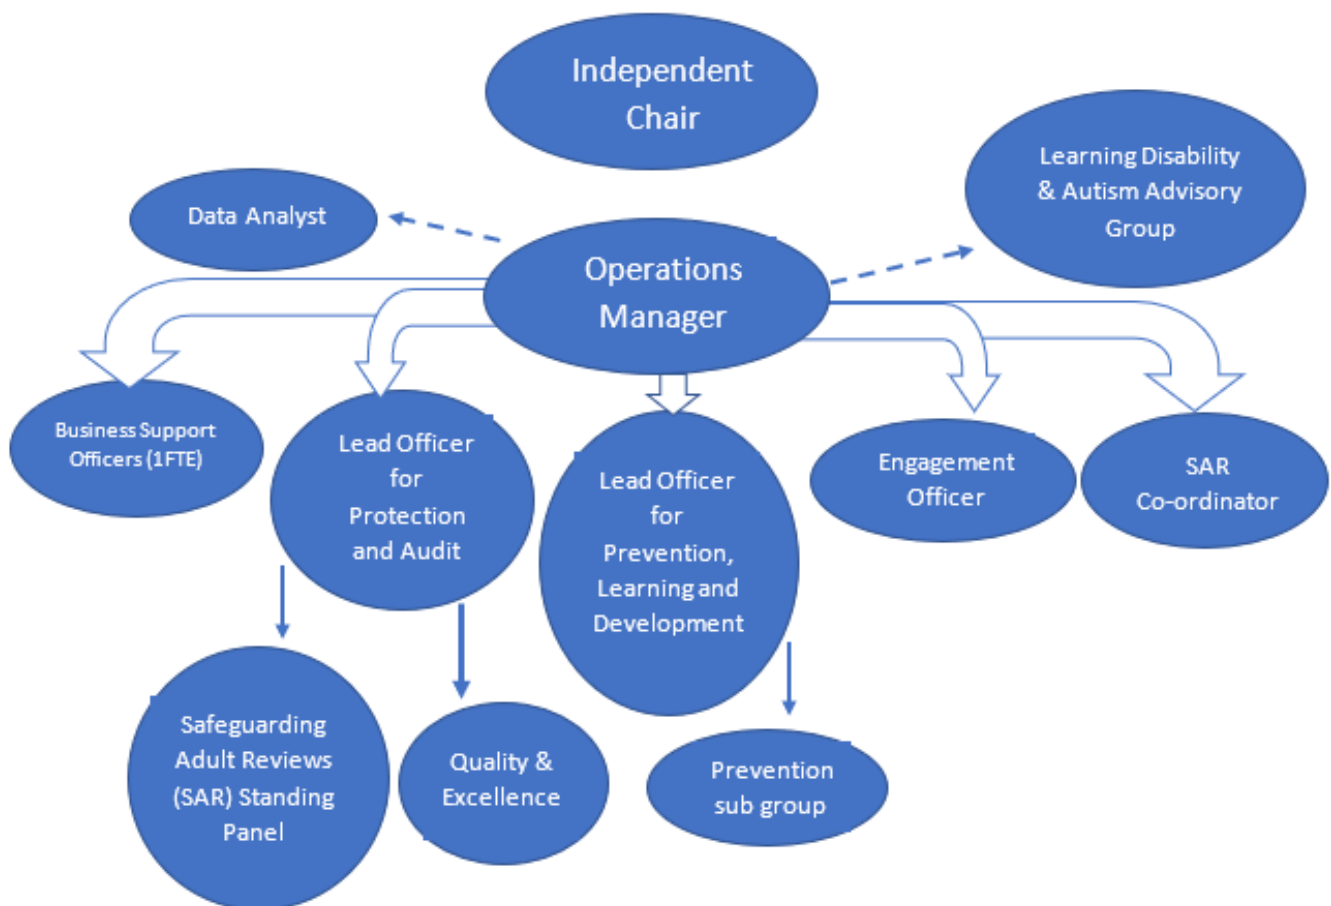 Independent
Chair
Learning Disability
& Autism Advisory
Group
Data Analyst
Operations
Manager
Business Support
Officers (1FTE)
Lead Officer
for
Protection
and Audit
Lead Officer
for
Prevention,
Learning and
Development
Engagement
Officer
SAR
Co-ordinator
Safeguarding
Adult Reviews
(SAR) Standing
Panel
Quality &
Excellence
Prevention
sub group